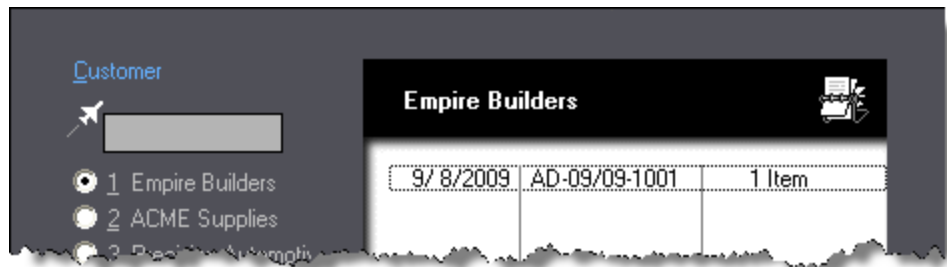 Customer
Empire Builders
1 Empire Builders
2 ACME Supplies
9/ 8/2009 AD-09/09-1001 1 Item